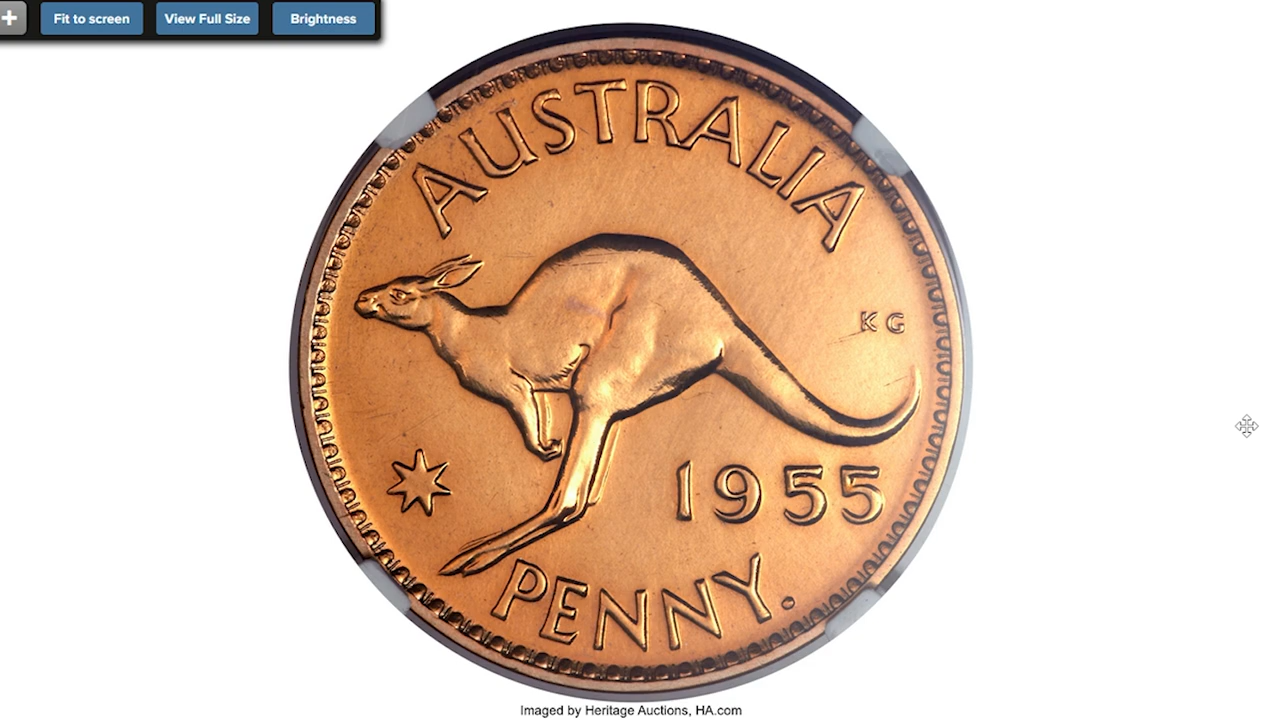 Fit to screen
View Full Size
Brightness
AUSTRALIA
KG
1955
PENNY.
Imaged by Heritage Auctions, HA.com